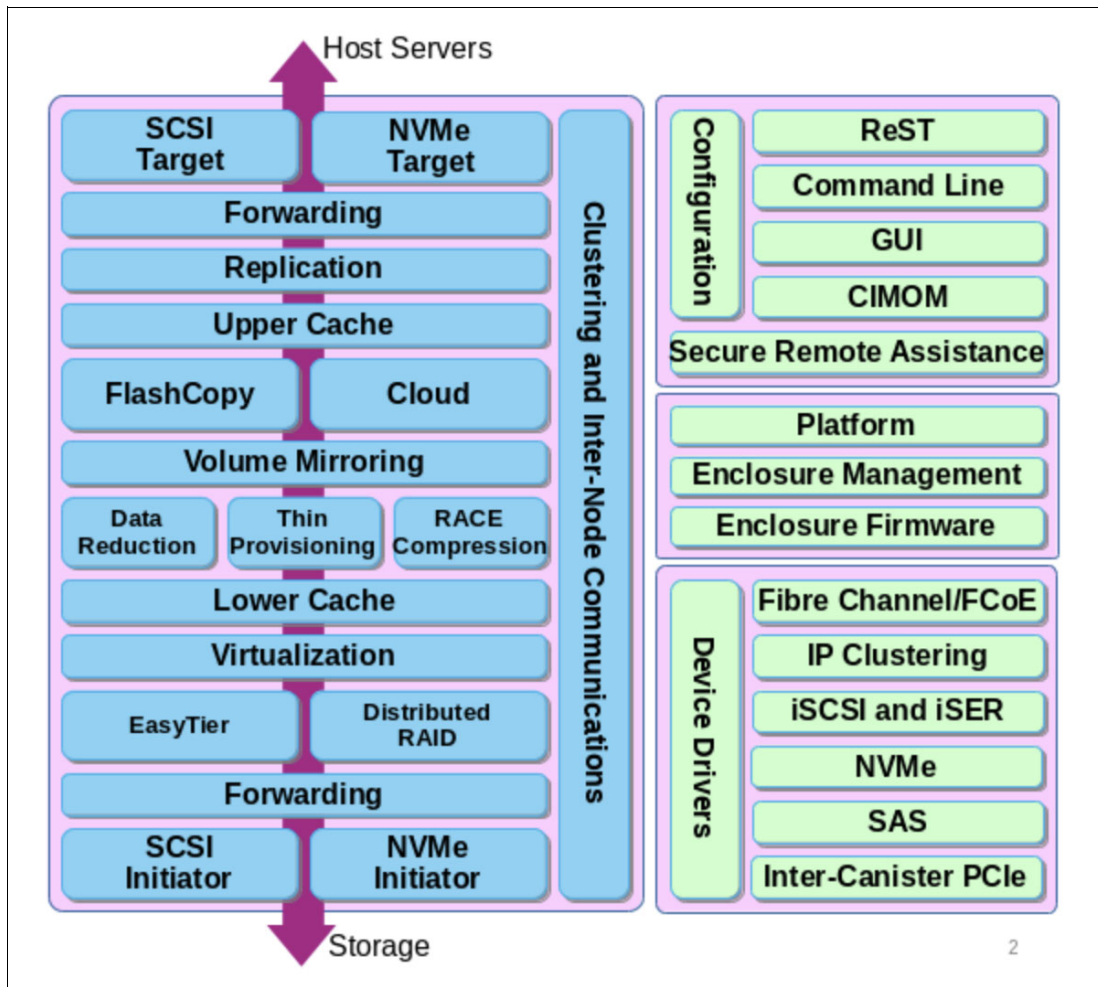 Host Servers
SCSI
Target
NVMe
Target
Forwarding
Replication
Upper Cache
FlashCopy
Cloud
Volume Mirroring
Data
Reduction
Thin
Provisioning
RACE
Compression
Lower Cache
Virtualization
EasyTier
Distributed
RAID
Forwarding
SCSI
Initiator
NVMe
Initiator
Clustering and Inter-Node Communications
Storage
Configuration
ReST
Command Line
GUI
CIMOM
Secure Remote Assistance
Platform
Enclosure Management
Enclosure Firmware
Device Drivers
Fibre Channel/FCoE
IP Clustering
iSCSI and iSER
NVMe
SAS
Inter-Canister PCIe
2